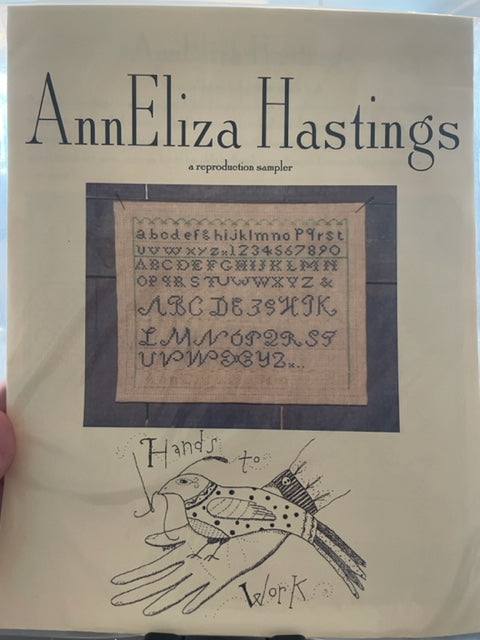 AnnEliza Hastings
a reproduction sampler
a b c d e f g h i j k l m n o p q r s t
u v w x y z 1 2 3 4 5 6 7 8 9 0
A B C D E F G H I J K L M N
O P Q R S T U V W X Y Z &
A B C D E F G H I K
L M N O P Q R S T
U V W X Y Z
Hands to
Work